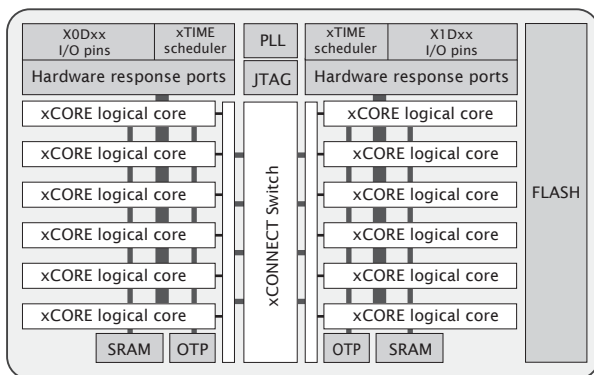 X0Dxx
I/O pins
xTIME
scheduler
PLL
xTIME
scheduler
X1Dxx
I/O pins
Hardware response ports
JTAG
Hardware response ports
xCORE logical core
xCORE logical core
xCORE logical core
xCORE logical core
xCORE logical core
xCORE logical core
xCONNECT Switch
xCORE logical core
xCORE logical core
xCORE logical core
xCORE logical core
xCORE logical core
xCORE logical core
FLASH
SRAM
OTP
OTP
SRAM